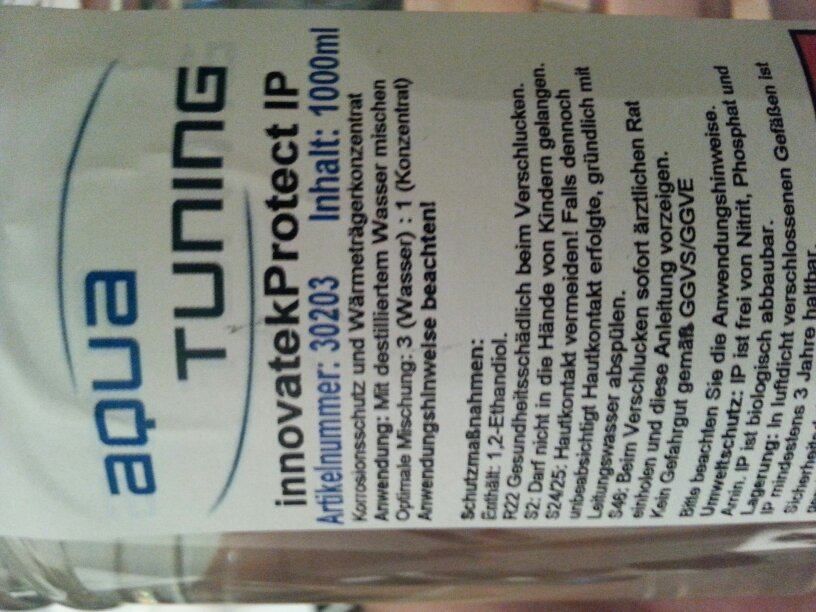 aqua
TUNING
innovatekProtect IP
Artikelnummer: 30203 Inhalt: 1000ml
Korrosionsschutz und Wärmeträgerkonzentrat
Anwendung: Mit destilliertem Wasser mischen
Optimale Mischung: 3 (Wasser) : 1 (Konzentrat)
Anwendungshinweise beachten!
Schutzmaßnahmen:
Enthält: 1,2-Ethandiol.
R22 Gesundheitsschädlich beim Verschlucken.
S2: Darf nicht in die Hände von Kindern gelangen.
S24/25: Hautkontakt vermeiden! Falls dennoch
unbeabsichtigt Hautkontakt erfolgte, gründlich mit
Leitungswasser abspülen.
S46: Beim Verschlucken sofort ärztlichen Rat
einholen und diese Anleitung vorzeigen.
Kein Gefahrgut gemäß GGVS/GGVE
Bitte beachten Sie die Anwendungshinweise.
Umweltschutz: IP ist frei von Nitrit, Phosphat und
Amin. IP ist biologisch abbaubar.
Lagerung: In luftdicht verschlossenen Gefäßen ist
IP mindestens 3 Jahre haltbar.